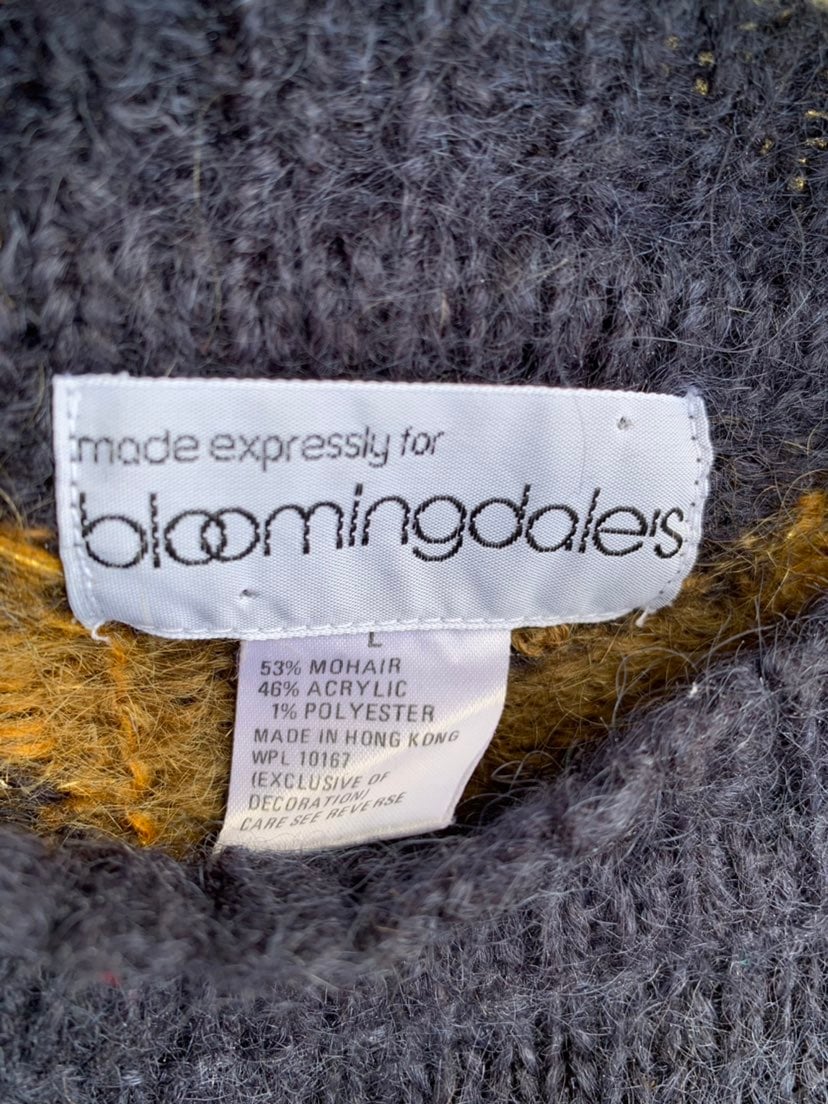 made expressly for
bloomingdale's
L
53% MOHAIR
46% ACRYLIC
1% POLYESTER
MADE IN HONG KONG
WPL 10167
(EXCLUSIVE OF
DECORATION)
CARE SEE REVERSE